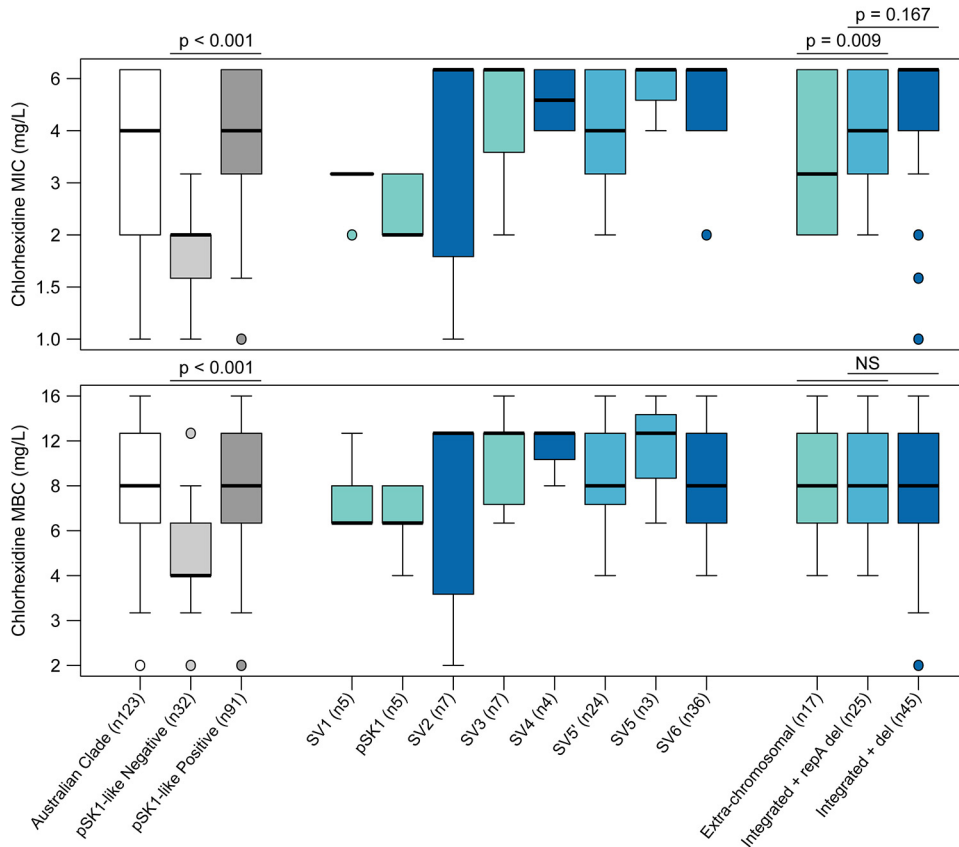 p = 0.167
p < 0.001
p = 0.009
Chlorhexidine MIC (mg/L)
6
4
3
2
1.5
1.0
p < 0.001
NS
Chlorhexidine MBC (mg/L)
16
12
8
6
4
3
2
Australian Clade (n123)
pSK1-like Negative (n32)
pSK1-like Positive (n91)
SV1 (n5)
pSK1 (n5)
SV2 (n7)
SV3 (n7)
SV4 (n4)
SV5' (n24)
SV5 (n3)
SV6 (n36)
Extra-chromosomal (n17)
Integrated + repA del (n25)
Integrated + del (n45)